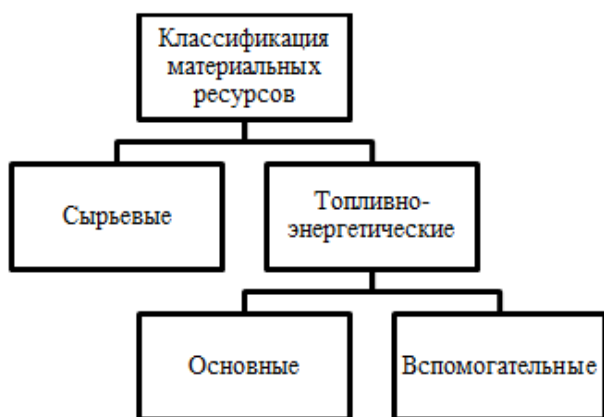 Классификация
материальных
ресурсов
Сырьевые
Топливно-
энергетические
Основные
Вспомогательные